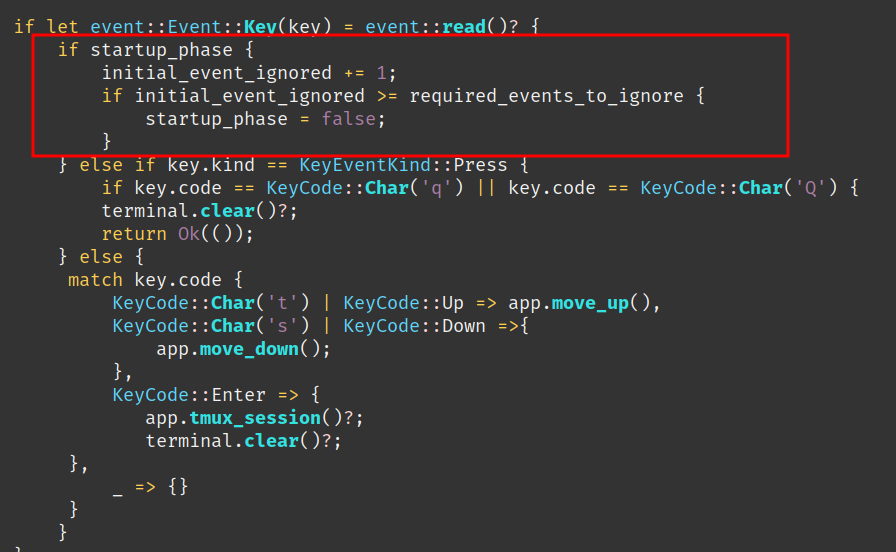 if let event::Event::Key(key) = event::read()? {
if startup_phase {
initial_event_ignored += 1;
if initial_event_ignored >= required_events_to_ignore {
startup_phase = false;
}
} else if key.kind == KeyEventKind::Press {
if key.code == KeyCode::Char('q') || key.code == KeyCode::Char('Q') {
terminal.clear()?;
return Ok(());
} else {
match key.code {
KeyCode::Char('t') | KeyCode::Up => app.move_up(),
KeyCode::Char('s') | KeyCode::Down =>{
app.move_down();
},
KeyCode::Enter => {
app.tmux_session()?;
terminal.clear()?;
},
_ => {}
}
}